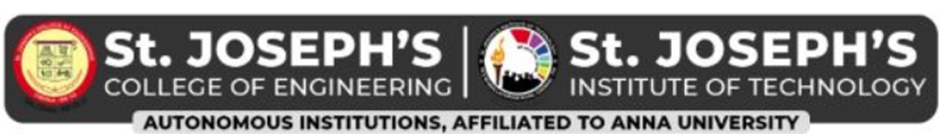 St. JOSEPH'S
COLLEGE OF ENGINEERING
St. JOSEPH'S
INSTITUTE OF TECHNOLOGY
AUTONOMOUS INSTITUTIONS, AFFILIATED TO ANNA UNIVERSITY